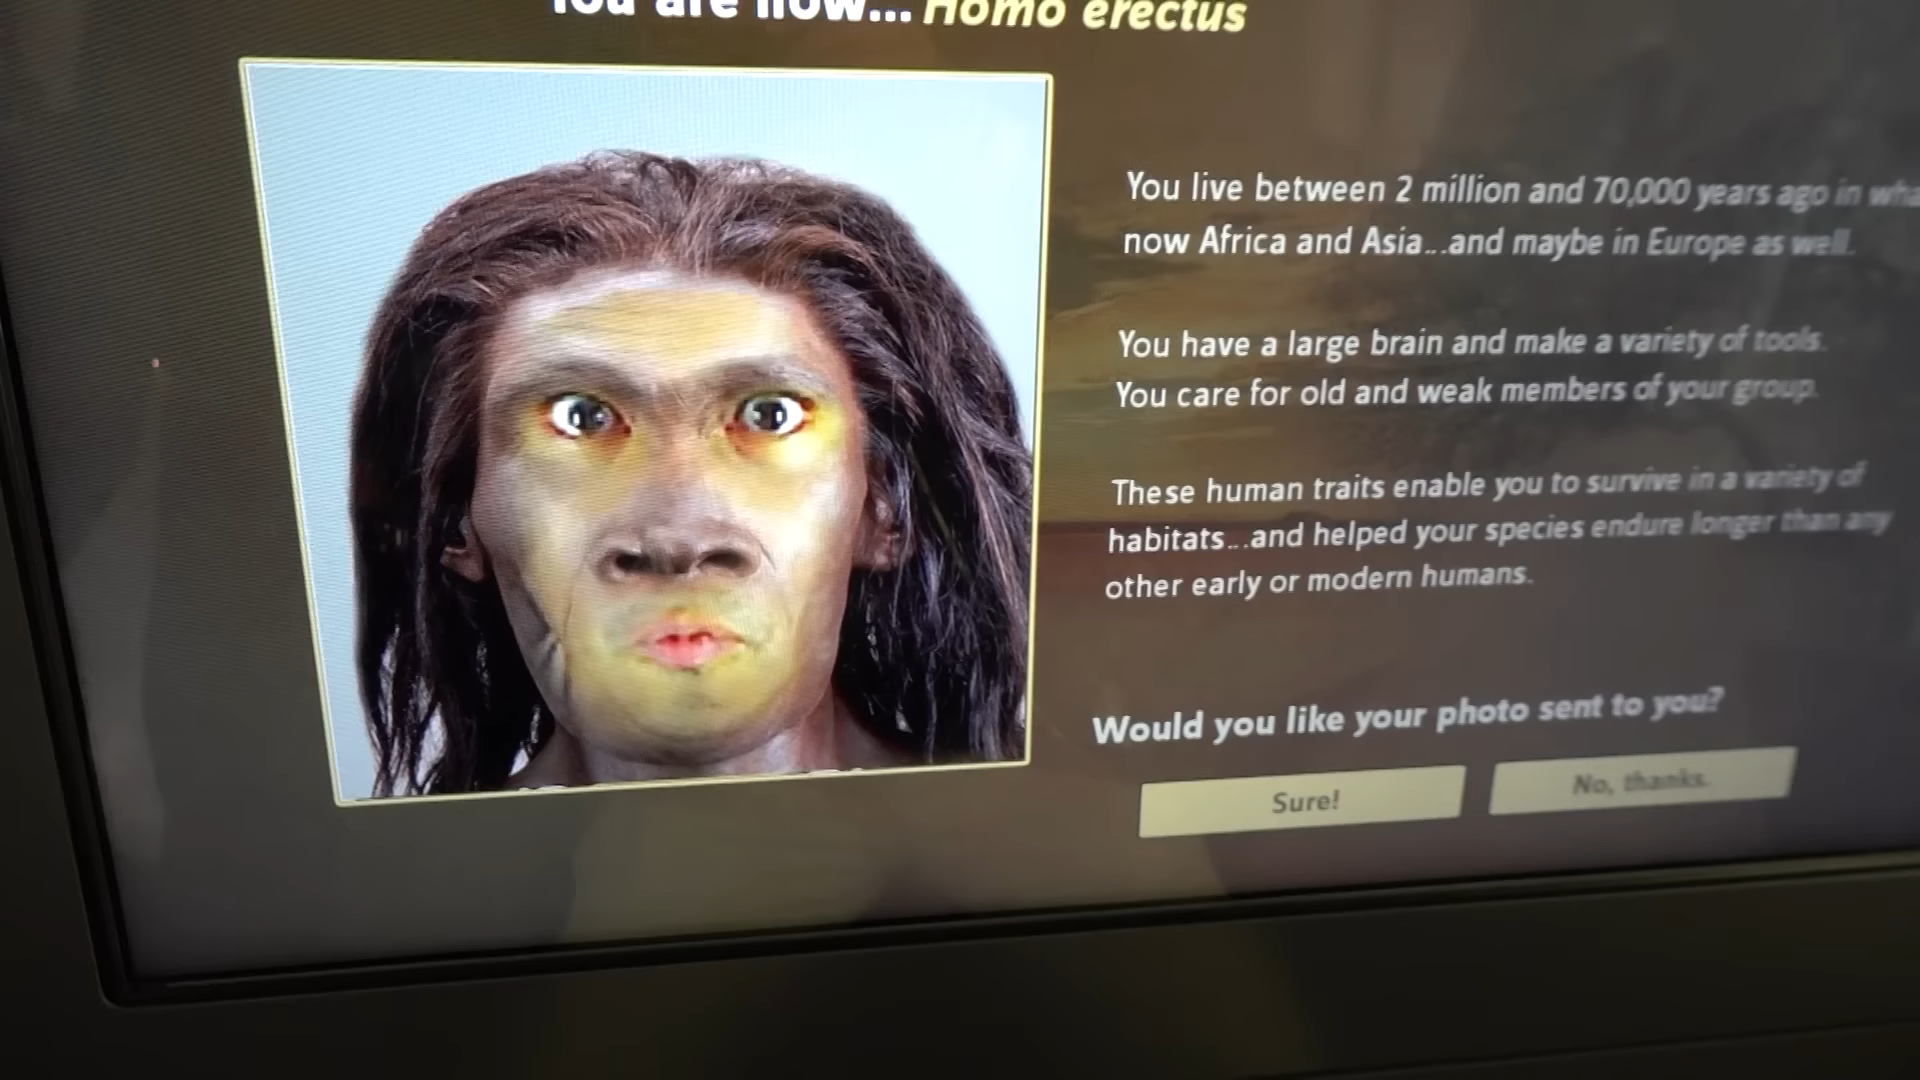 You are now... Homo erectus
You live between 2 million and 70,000 years ago in
now Africa and Asia...and maybe in Europe as well.
You have a large brain and make a variety of tools.
You care for old and weak members of your group.
These human traits enable you to survive in a variety of
habitats...and helped your species endure longer than any
other early or modern humans.
Would you like your photo sent to you?
Sure!
No, thanks.